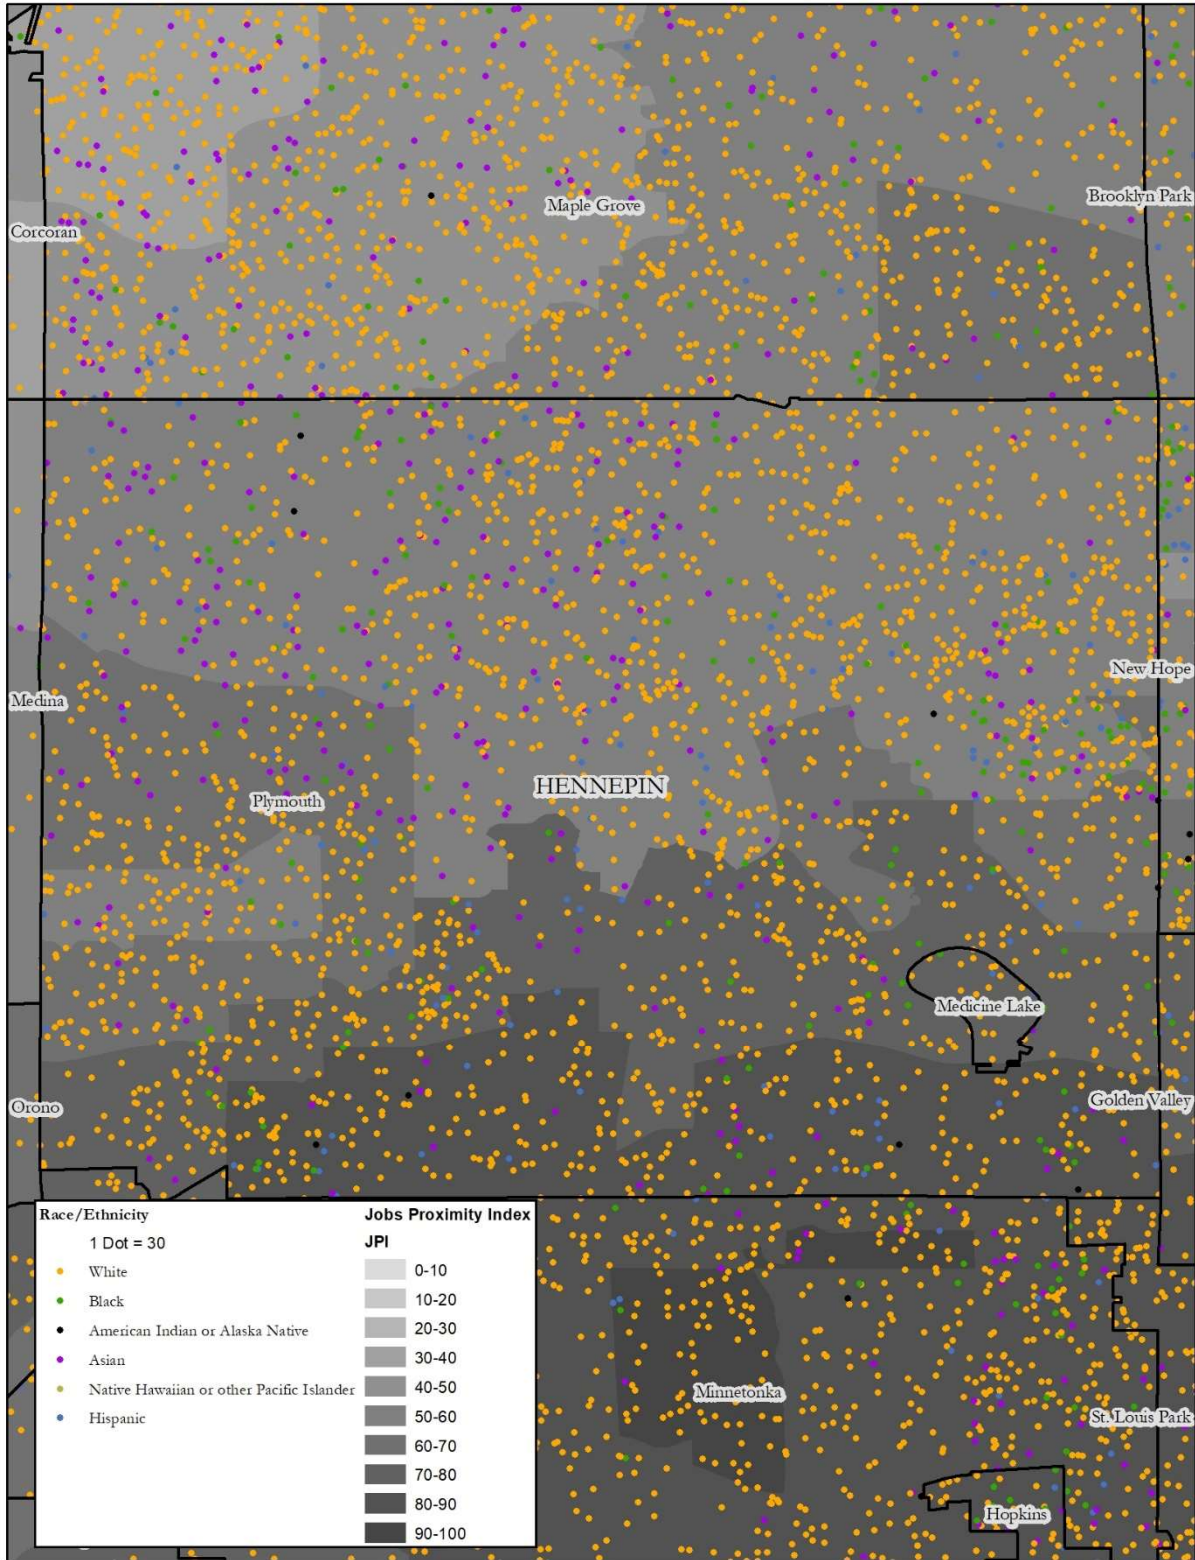 Maple Grove
Brooklyn Park
Corcoran
New Hope
Medina
HENNEPIN
Plymouth
Medicine Lake
Orono
Golden Valley
Race/Ethnicity
1 Dot = 30
White
Black
American Indian or Alaska Native
Asian
Native Hawaiian or other Pacific Islander
Hispanic
Jobs Proximity Index
JPI
0-10
10-20
20-30
30-40
40-50
50-60
60-70
70-80
80-90
90-100
Minnetonka
St. Louis Park
Hopkins